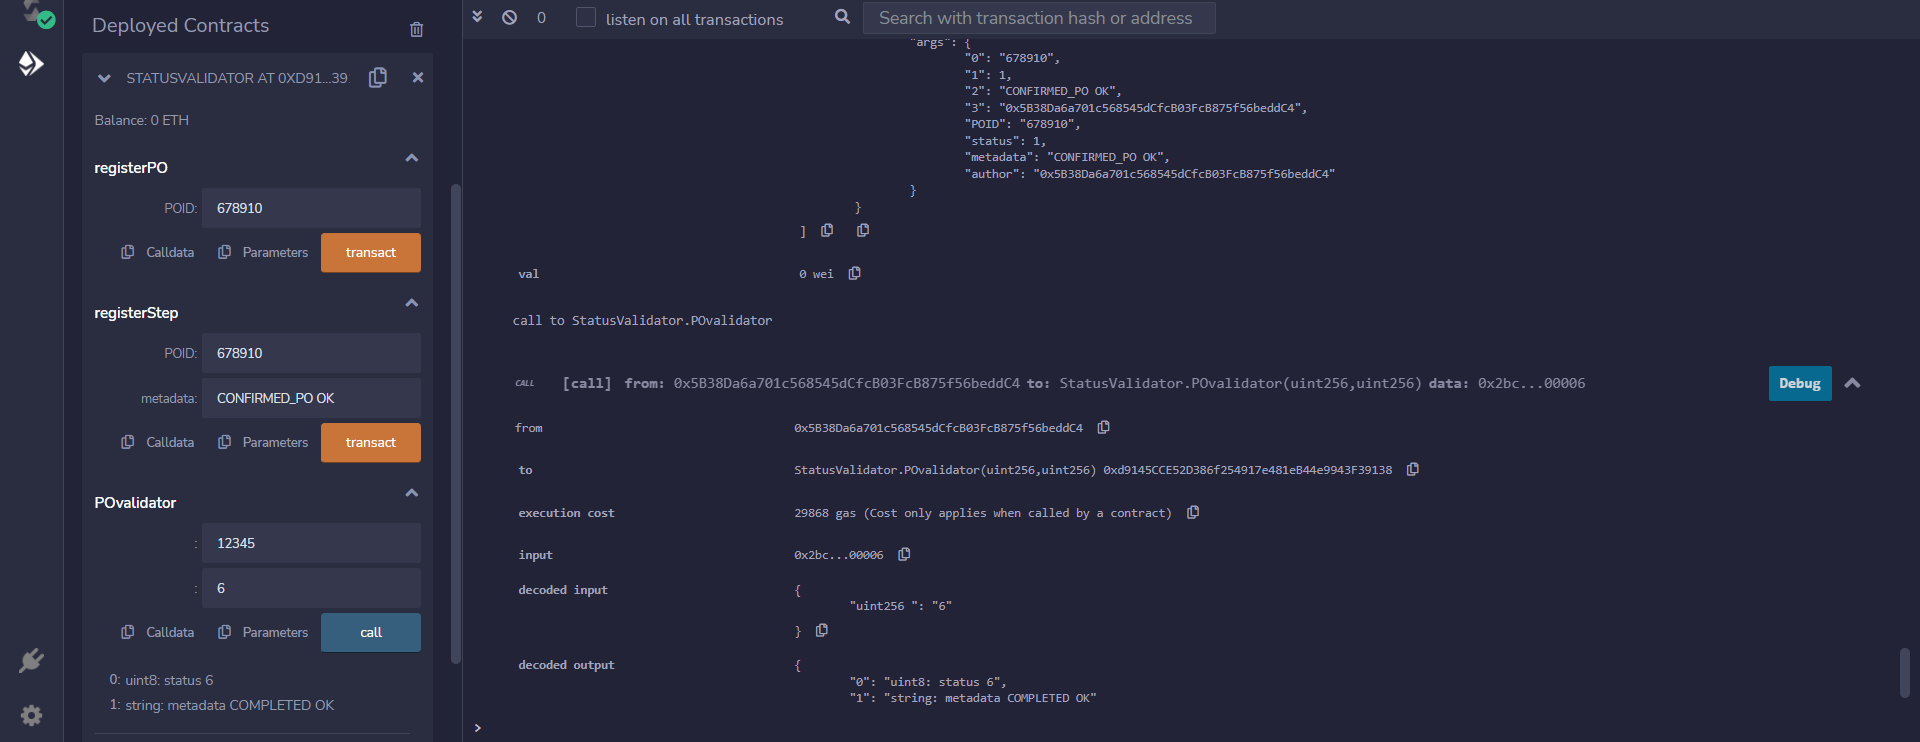 Deployed Contracts
STATUSVALIDATOR AT 0XD91...39
Balance: 0 ETH
registerPO
POID: 678910
Calldata Parameters transact
registerStep
POID: 678910
metadata: CONFIRMED_PO OK
Calldata Parameters transact
POvalidator
: 12345
: 6
Calldata Parameters call
0: uint8: status 6
1: string: metadata COMPLETED OK
0 listen on all transactions Search with transaction hash or address
"args": {
"0": "678910",
"1": 1,
"2": "CONFIRMED_PO OK",
"3": "0x5B38Da6a701c568545dCfcB03FcB875f56beddC4",
"POID": "678910",
"status": 1,
"metadata": "CONFIRMED_PO OK",
"author": "0x5B38Da6a701c568545dCfcB03FcB875f56beddC4"
}
}
]
val 0 wei
call to StatusValidator.POvalidator
CALL [call] from: 0x5B38Da6a701c568545dCfcB03FcB875f56beddC4 to: StatusValidator.POvalidator(uint256,uint256) data: 0x2bc...00006 Debug
from 0x5B38Da6a701c568545dCfcB03FcB875f56beddC4
to StatusValidator.POvalidator(uint256,uint256) 0xd9145CCE52D386f254917e481eB44e9943F39138
execution cost 29868 gas (Cost only applies when called by a contract)
input 0x2bc...00006
decoded input {
"uint256 ": "6"
}
decoded output {
"0": "uint8: status 6",
"1": "string: metadata COMPLETED OK"
>